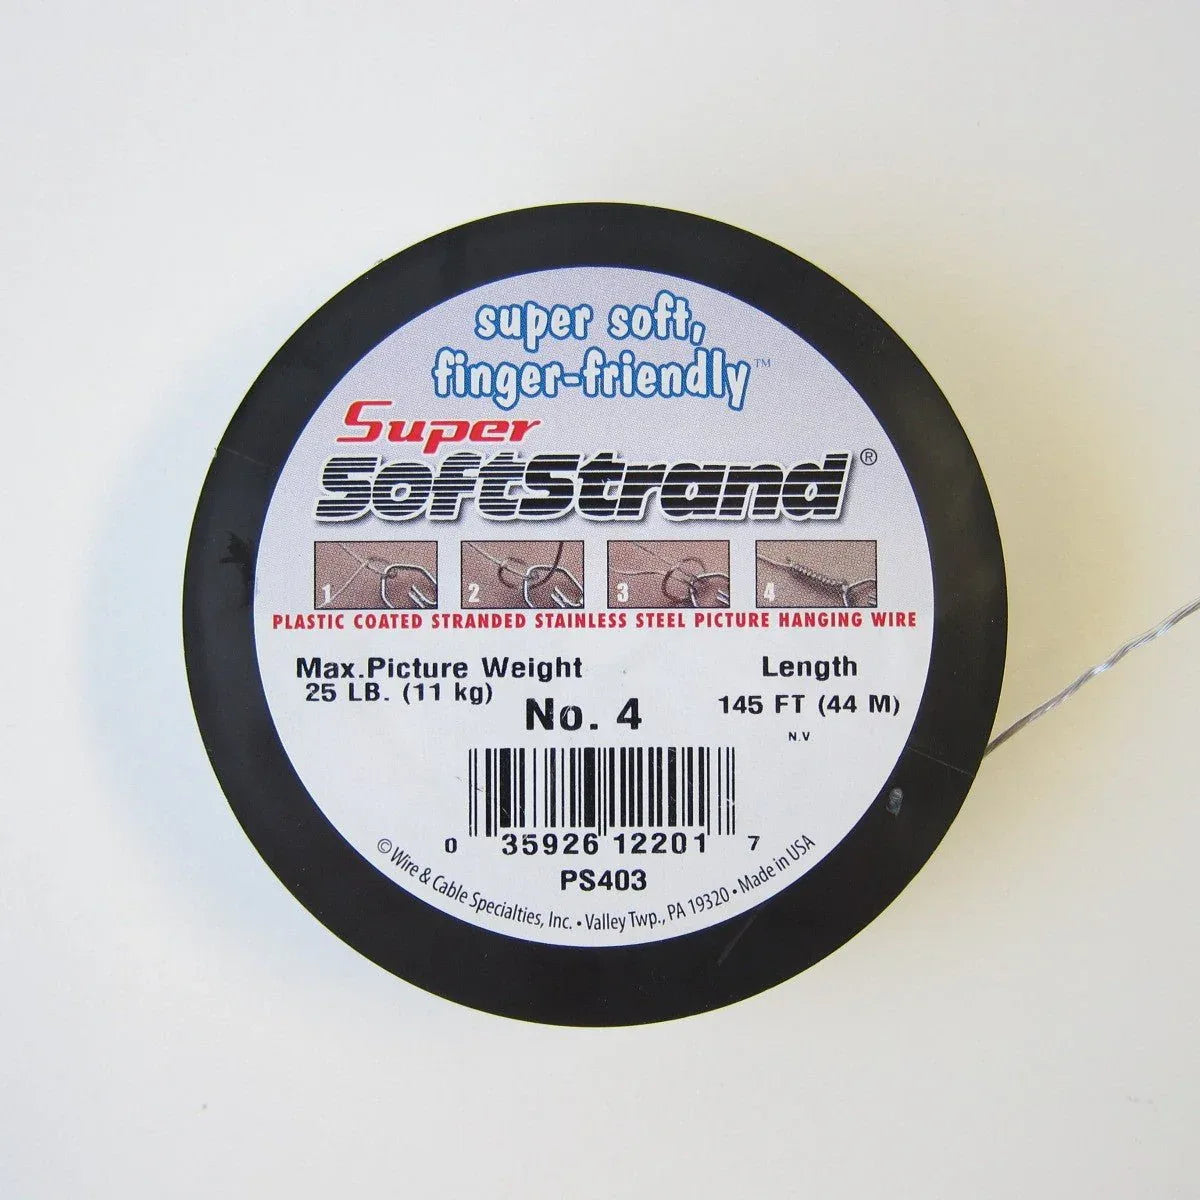 super soft,
finger-friendly™
Super
SoftStrand®
1 2 3 4
PLASTIC COATED STRANDED STAINLESS STEEL PICTURE HANGING WIRE
Max.Picture Weight
25 LB. (11 kg)
No. 4
Length
145 FT (44 M)
N.V
0 35926 12201 7
PS403
© Wire & Cable Specialties, Inc. • Valley Twp., PA 19320 • Made in USA